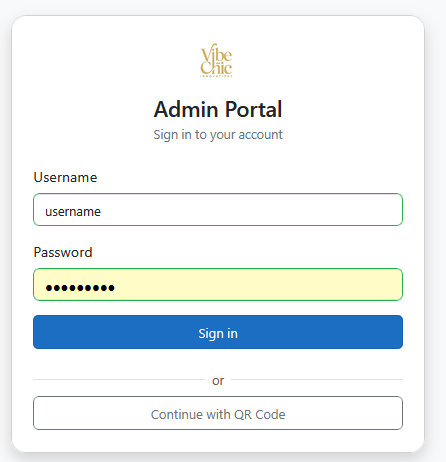 Vibe
Chic
INNOVATIONS
Admin Portal
Sign in to your account
Username
username
Password
•••••••••
Sign in
or
Continue with QR Code